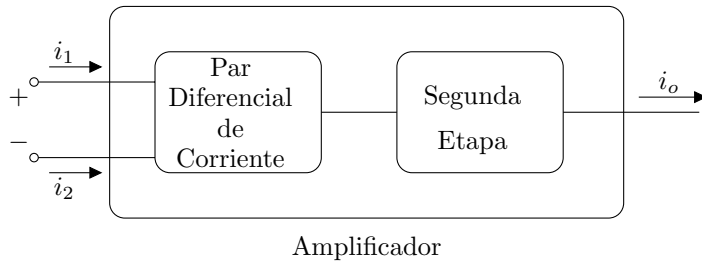 i₁
+
−
i₂
Par
Diferencial
de
Corriente
Segunda
Etapa
iₒ
Amplificador